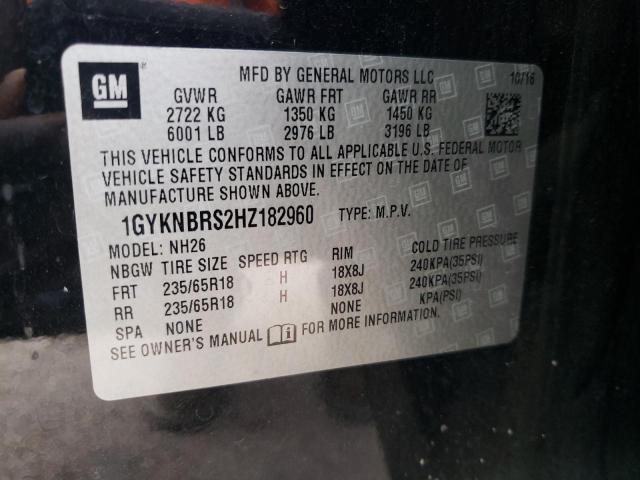 GM
MFD BY GENERAL MOTORS LLC 10/16
GVWR GAWR FRT GAWR RR
2722 KG 1350 KG 1450 KG
6001 LB 2976 LB 3196 LB
THIS VEHICLE CONFORMS TO ALL APPLICABLE U.S. FEDERAL MOTOR
VEHICLE SAFETY STANDARDS IN EFFECT ON THE DATE OF
MANUFACTURE SHOWN ABOVE.
1GYKNBRS2HZ182960 TYPE: M.P.V.
MODEL: NH26
NBGW TIRE SIZE SPEED RTG RIM COLD TIRE PRESSURE
FRT 235/65R18 H 18X8J 240KPA(35PSI)
RR 235/65R18 H 18X8J 240KPA(35PSI)
SPA NONE NONE KPA(PSI)
SEE OWNER'S MANUAL i FOR MORE INFORMATION.